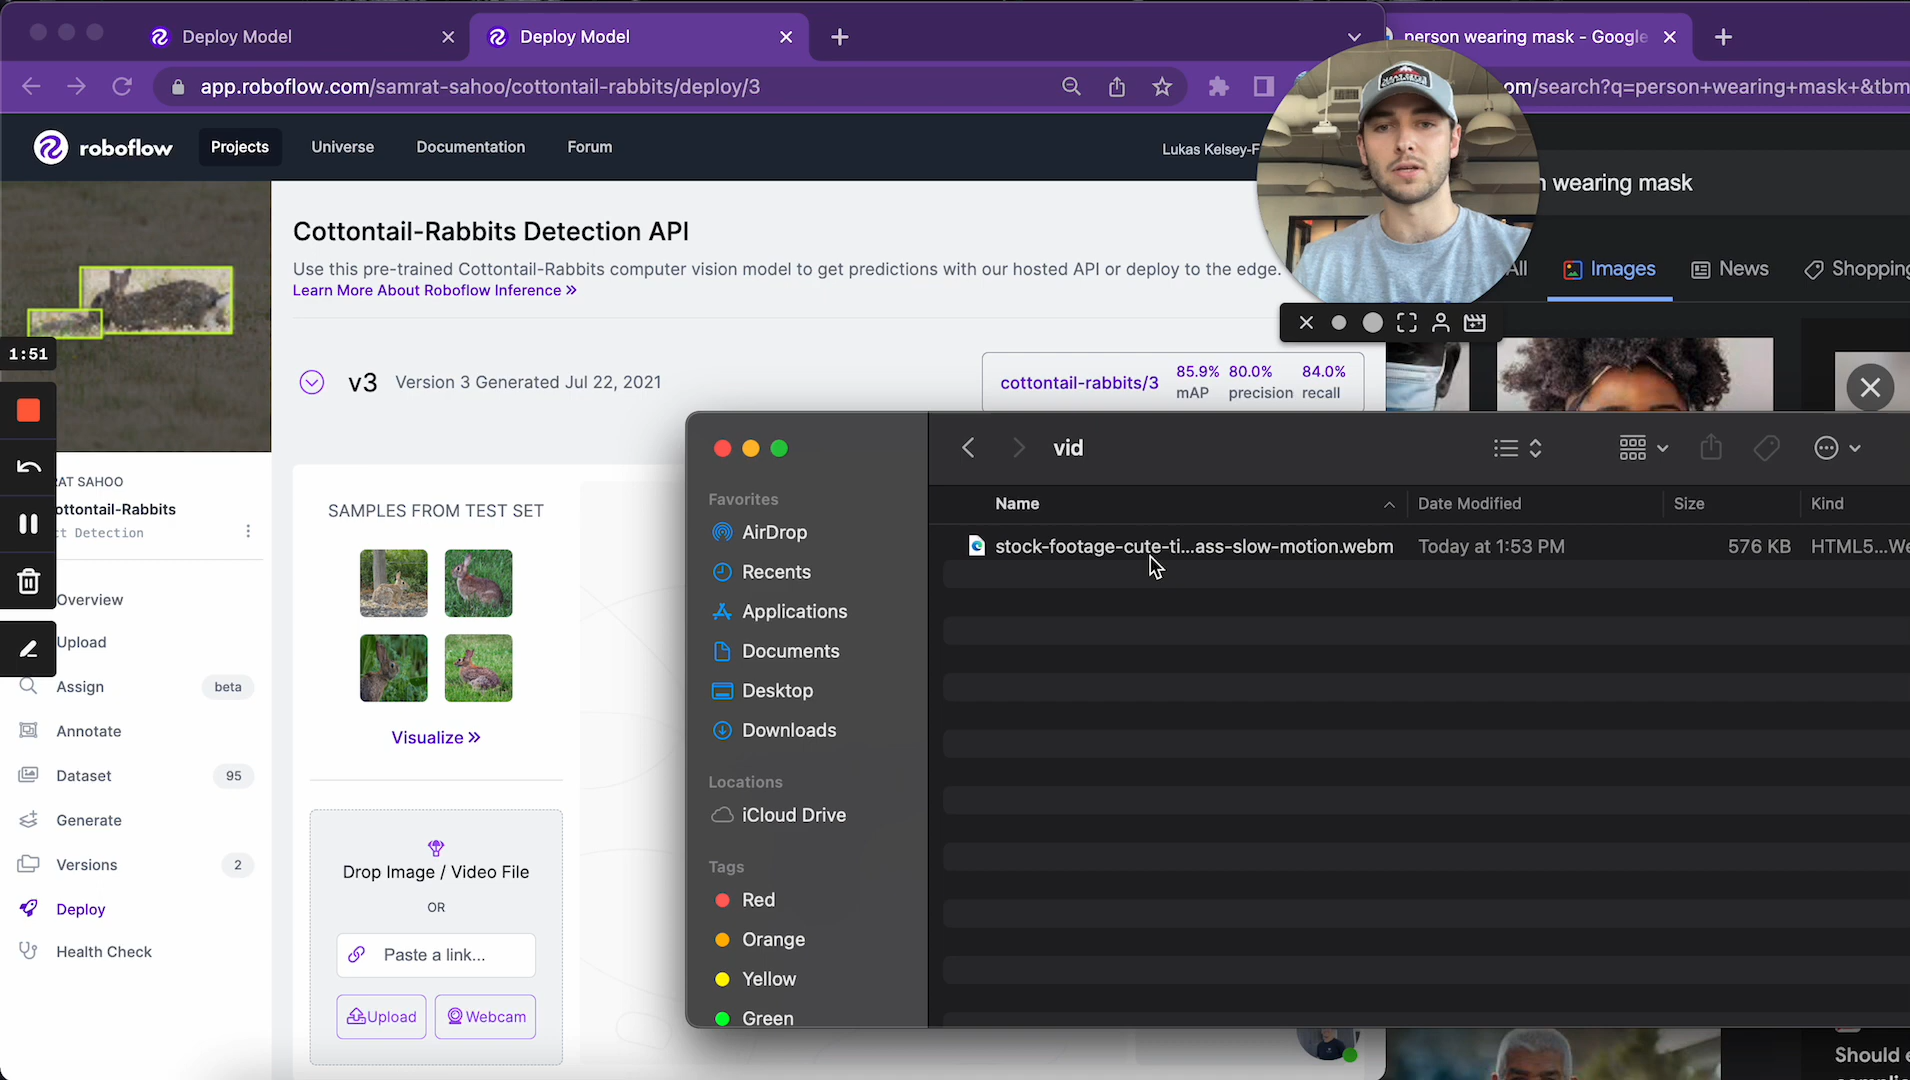 Deploy Model
Deploy Model
person wearing mask - Google
app.roboflow.com/samrat-sahoo/cottontail-rabbits/deploy/3
om/search?q=person+wearing+mask+&tbm
roboflow
Projects
Universe
Documentation
Forum
Lukas Kelsey-F
wearing mask
All
Images
News
Shopping
Cottontail-Rabbits Detection API
Use this pre-trained Cottontail-Rabbits computer vision model to get predictions with our hosted API or deploy to the edge.
Learn More About Roboflow Inference »
1:51
v3
Version 3 Generated Jul 22, 2021
cottontail-rabbits/3
85.9% 80.0% 84.0%
mAP precision recall
RAT SAHOO
ottontail-Rabbits
ct Detection
Overview
Upload
Assign
beta
Annotate
Dataset
95
Generate
Versions
2
Deploy
Health Check
SAMPLES FROM TEST SET
Visualize »
Drop Image / Video File
OR
Paste a link...
Upload
Webcam
vid
Favorites
AirDrop
Recents
Applications
Documents
Desktop
Downloads
Locations
iCloud Drive
Tags
Red
Orange
Yellow
Green
Name
Date Modified
Size
Kind
stock-footage-cute-ti...ass-slow-motion.webm
Today at 1:53 PM
576 KB
HTML5...We
Should e